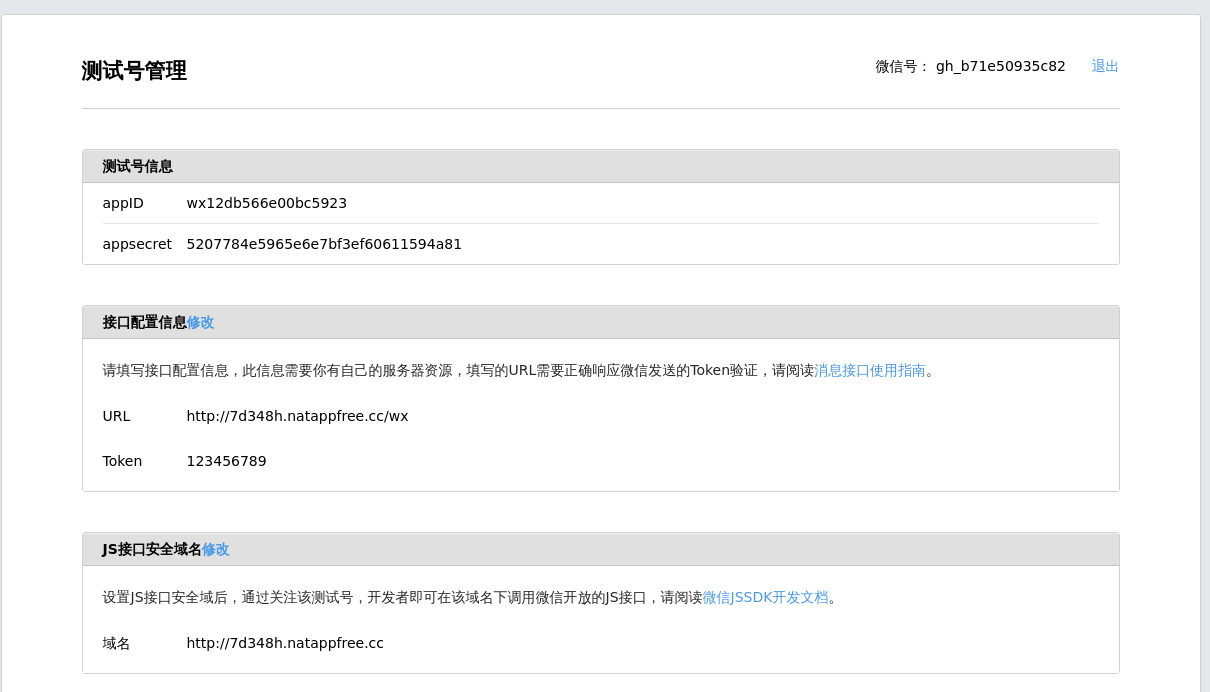 测试号管理
微信号： gh_b71e50935c82 退出
测试号信息
appID wx12db566e00bc5923
appsecret 5207784e5965e6e7bf3ef60611594a81
接口配置信息修改
请填写接口配置信息，此信息需要你有自己的服务器资源，填写的URL需要正确响应微信发送的Token验证，请阅读消息接口使用指南。
URL http://7d348h.natappfree.cc/wx
Token 123456789
JS接口安全域名修改
设置JS接口安全域后，通过关注该测试号，开发者即可在该域名下调用微信开放的JS接口，请阅读微信JSSDK开发文档。
域名 http://7d348h.natappfree.cc